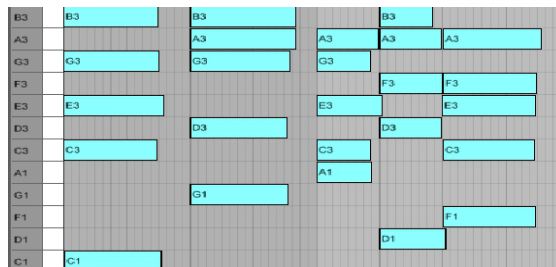 B3 B3 B3 B3
A3 A3 A3 A3 A3
G3 G3 G3 G3
F3 F3 F3
E3 E3 E3 E3
D3 D3 D3
C3 C3 C3 C3
A1 A1
G1 G1
F1 F1
D1 D1
C1 C1